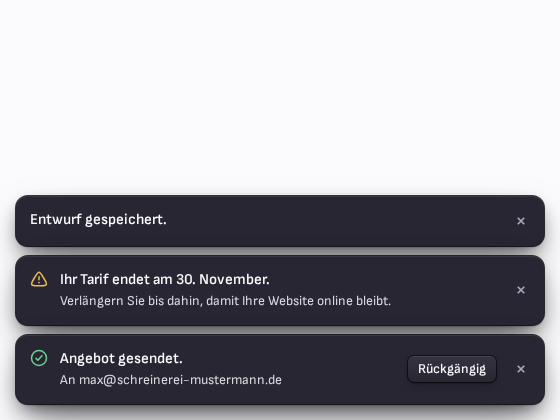 Entwurf gespeichert.
Ihr Tarif endet am 30. November.
Verlängern Sie bis dahin, damit Ihre Website online bleibt.
Angebot gesendet.
An max@schreinerei-mustermann.de
Rückgängig